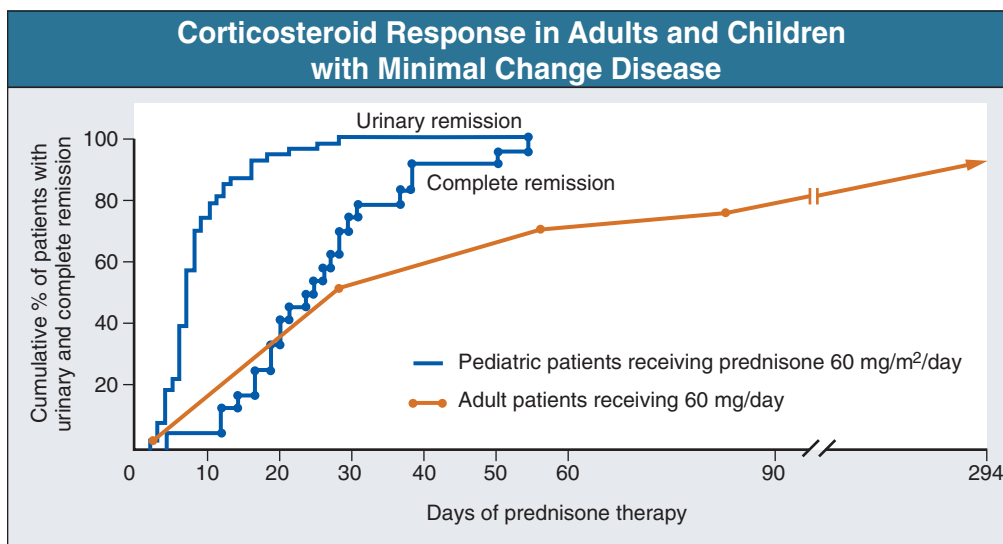 Corticosteroid Response in Adults and Children
with Minimal Change Disease
Cumulative % of patients with
urinary and complete remission
100
80
60
40
20
Urinary remission
Complete remission
Pediatric patients receiving prednisone 60 mg/m²/day
Adult patients receiving 60 mg/day
0 10 20 30 40 50 60 90 294
Days of prednisone therapy